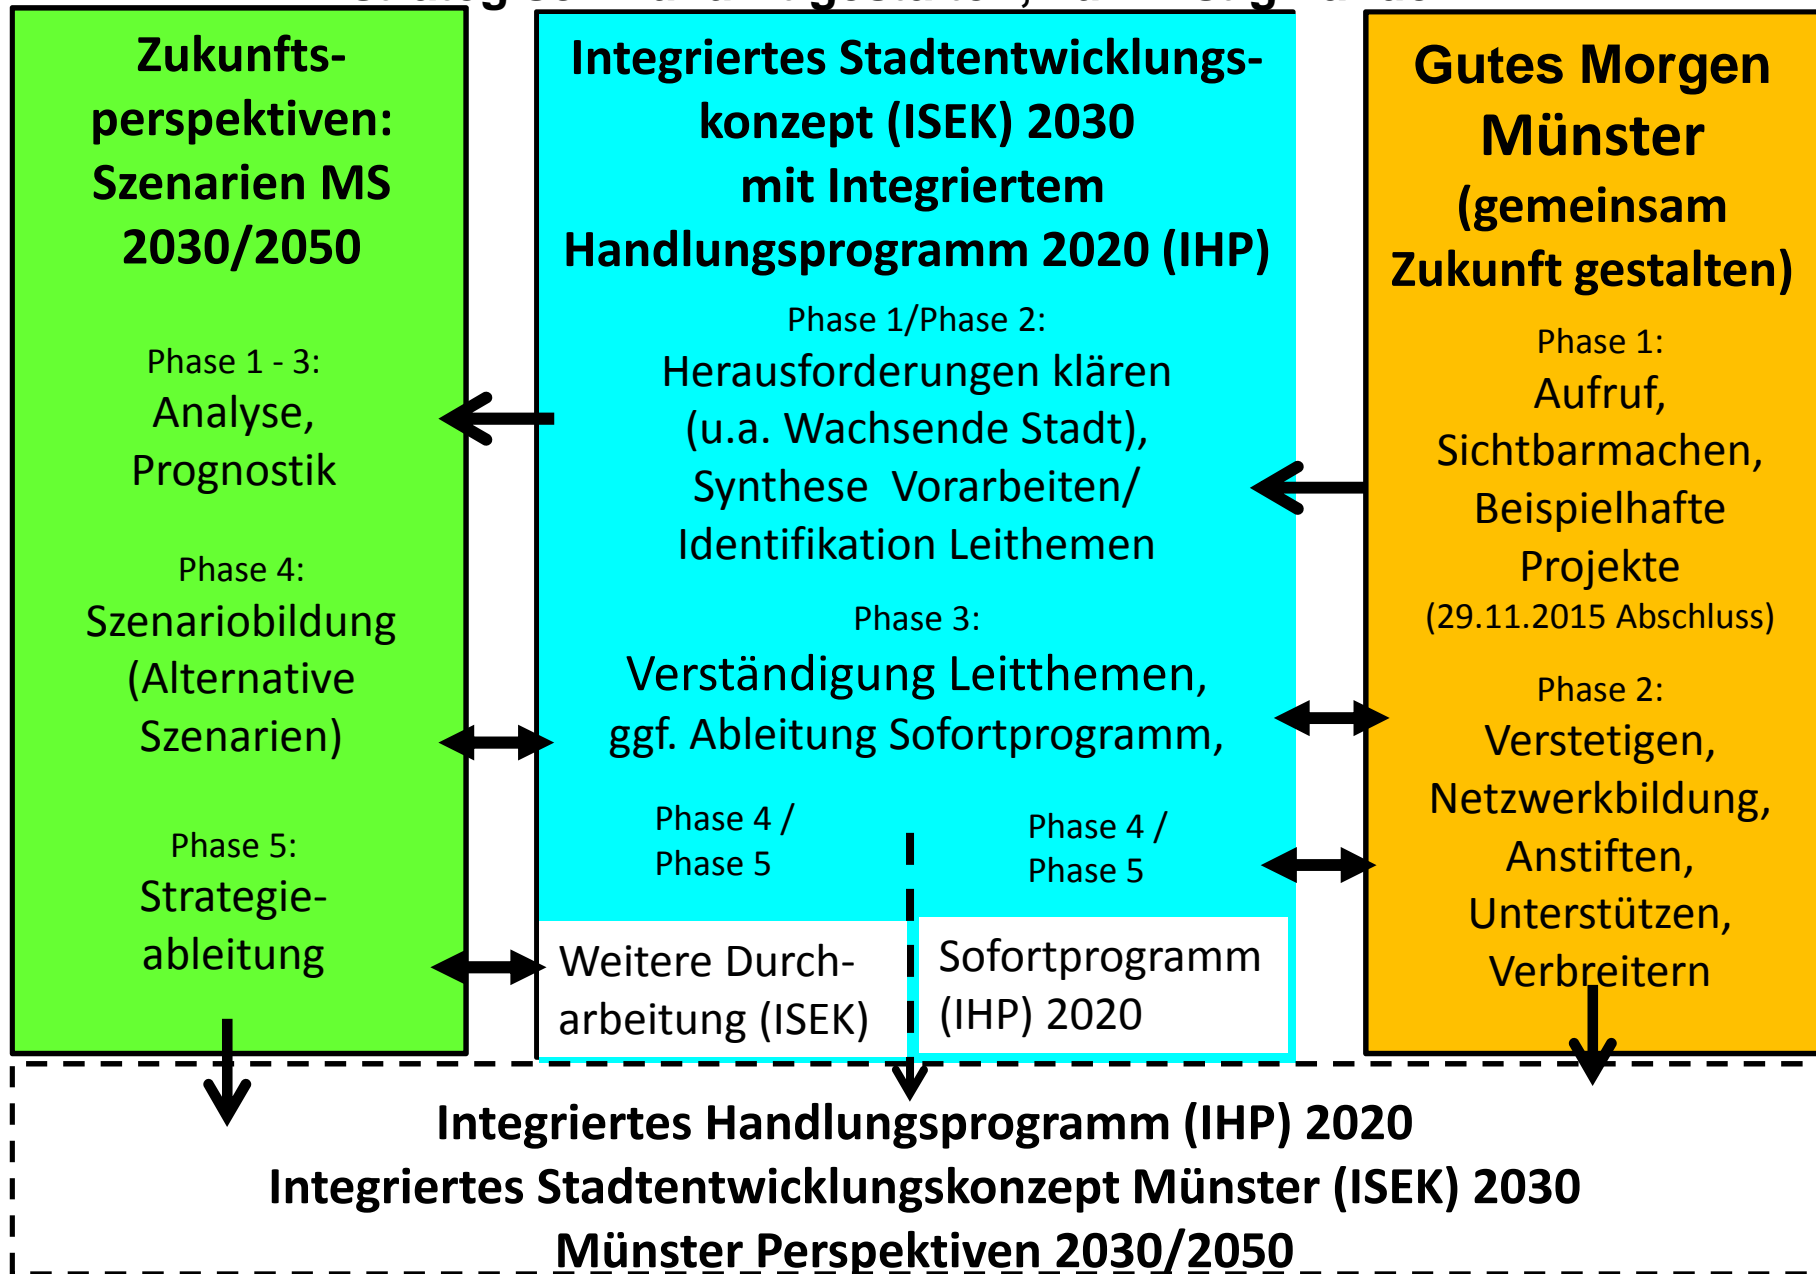 Zukunfts-
perspektiven:
Szenarien MS
2030/2050
Phase 1 - 3:
Analyse,
Prognostik
Phase 4:
Szenariobildung
(Alternative
Szenarien)
Phase 5:
Strategie-
ableitung
Integriertes Stadtentwicklungs-
konzept (ISEK) 2030
mit Integriertem
Handlungsprogramm 2020 (IHP)
Phase 1/Phase 2:
Herausforderungen klären
(u.a. Wachsende Stadt),
Synthese Vorarbeiten/
Identifikation Leithemen
Phase 3:
Verständigung Leitthemen,
ggf. Ableitung Sofortprogramm,
Phase 4 /
Phase 5
Weitere Durch-
arbeitung (ISEK)
Phase 4 /
Phase 5
Sofortprogramm
(IHP) 2020
Gutes Morgen
Münster
(gemeinsam
Zukunft gestalten)
Phase 1:
Aufruf,
Sichtbarmachen,
Beispielhafte
Projekte
(29.11.2015 Abschluss)
Phase 2:
Verstetigen,
Netzwerkbildung,
Anstiften,
Unterstützen,
Verbreitern
Integriertes Handlungsprogramm (IHP) 2020
Integriertes Stadtentwicklungskonzept Münster (ISEK) 2030
Münster Perspektiven 2030/2050